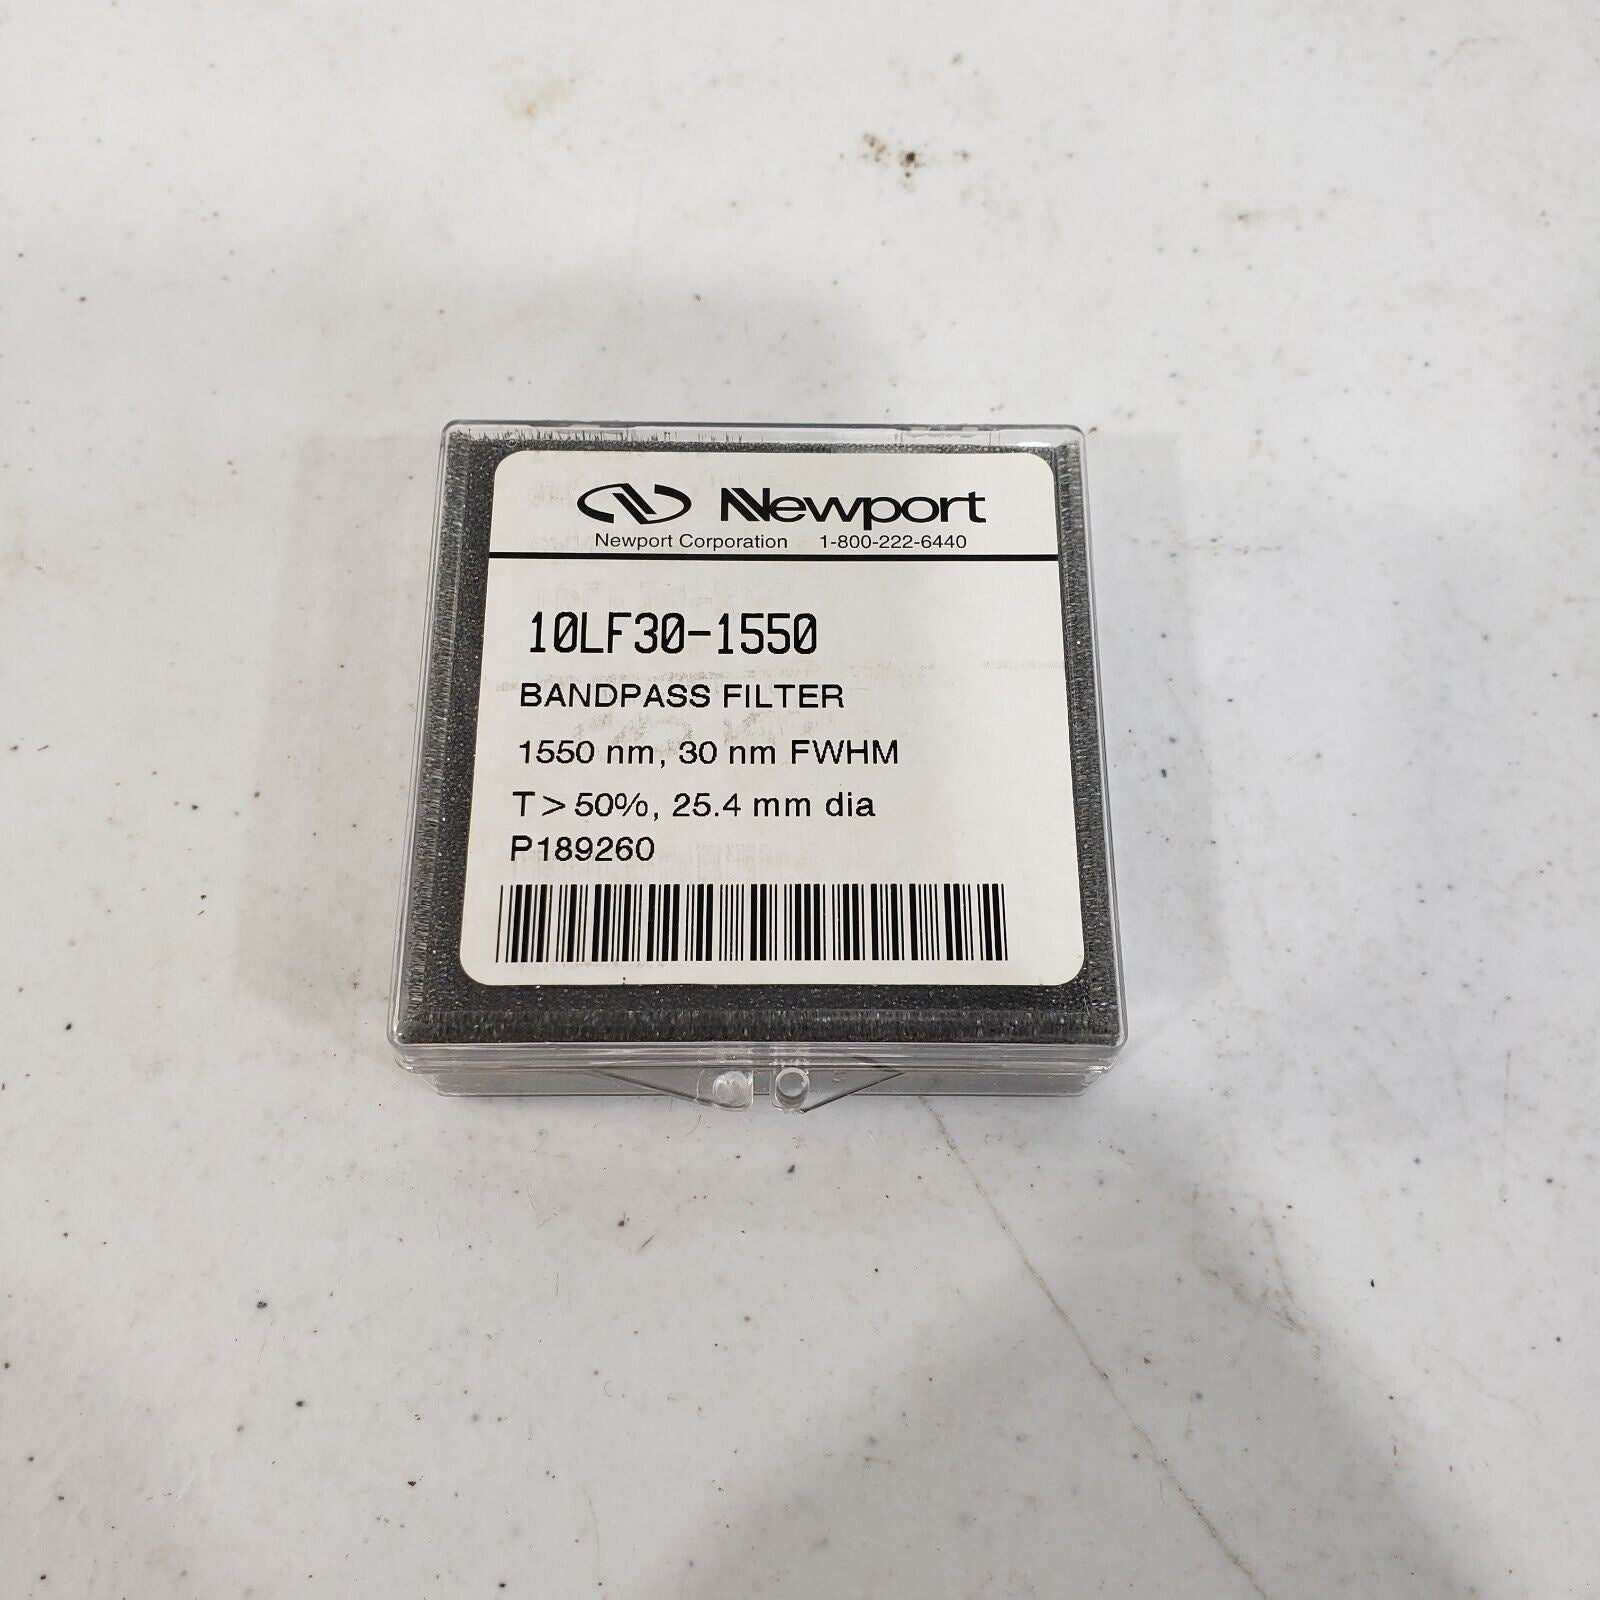 Newport
Newport Corporation 1-800-222-6440
10LF30-1550
BANDPASS FILTER
1550 nm, 30 nm FWHM
T > 50%, 25.4 mm dia
P189260